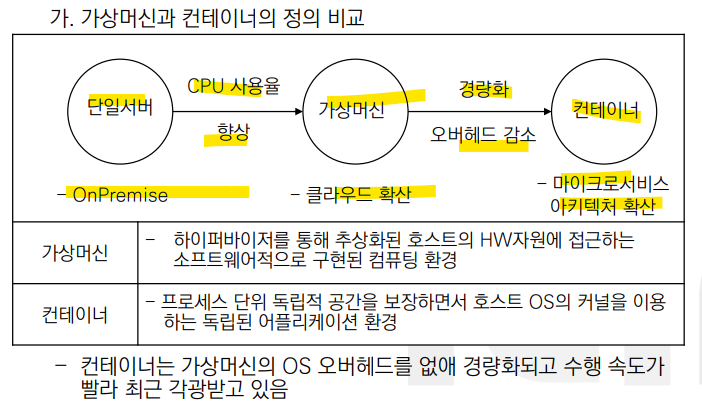 가. 가상머신과 컨테이너의 정의 비교
단일서버
CPU 사용율
향상
가상머신
경량화
오버헤드 감소
컨테이너
- OnPremise
- 클라우드 확산
- 마이크로서비스
아키텍처 확산
가상머신
- 하이퍼바이저를 통해 추상화된 호스트의 HW자원에 접근하는
소프트웨어적으로 구현된 컴퓨팅 환경
컨테이너
- 프로세스 단위 독립적 공간을 보장하면서 호스트 OS의 커널을 이용
하는 독립된 어플리케이션 환경
- 컨테이너는 가상머신의 OS 오버헤드를 없애 경량화되고 수행 속도가
빨라 최근 각광받고 있음